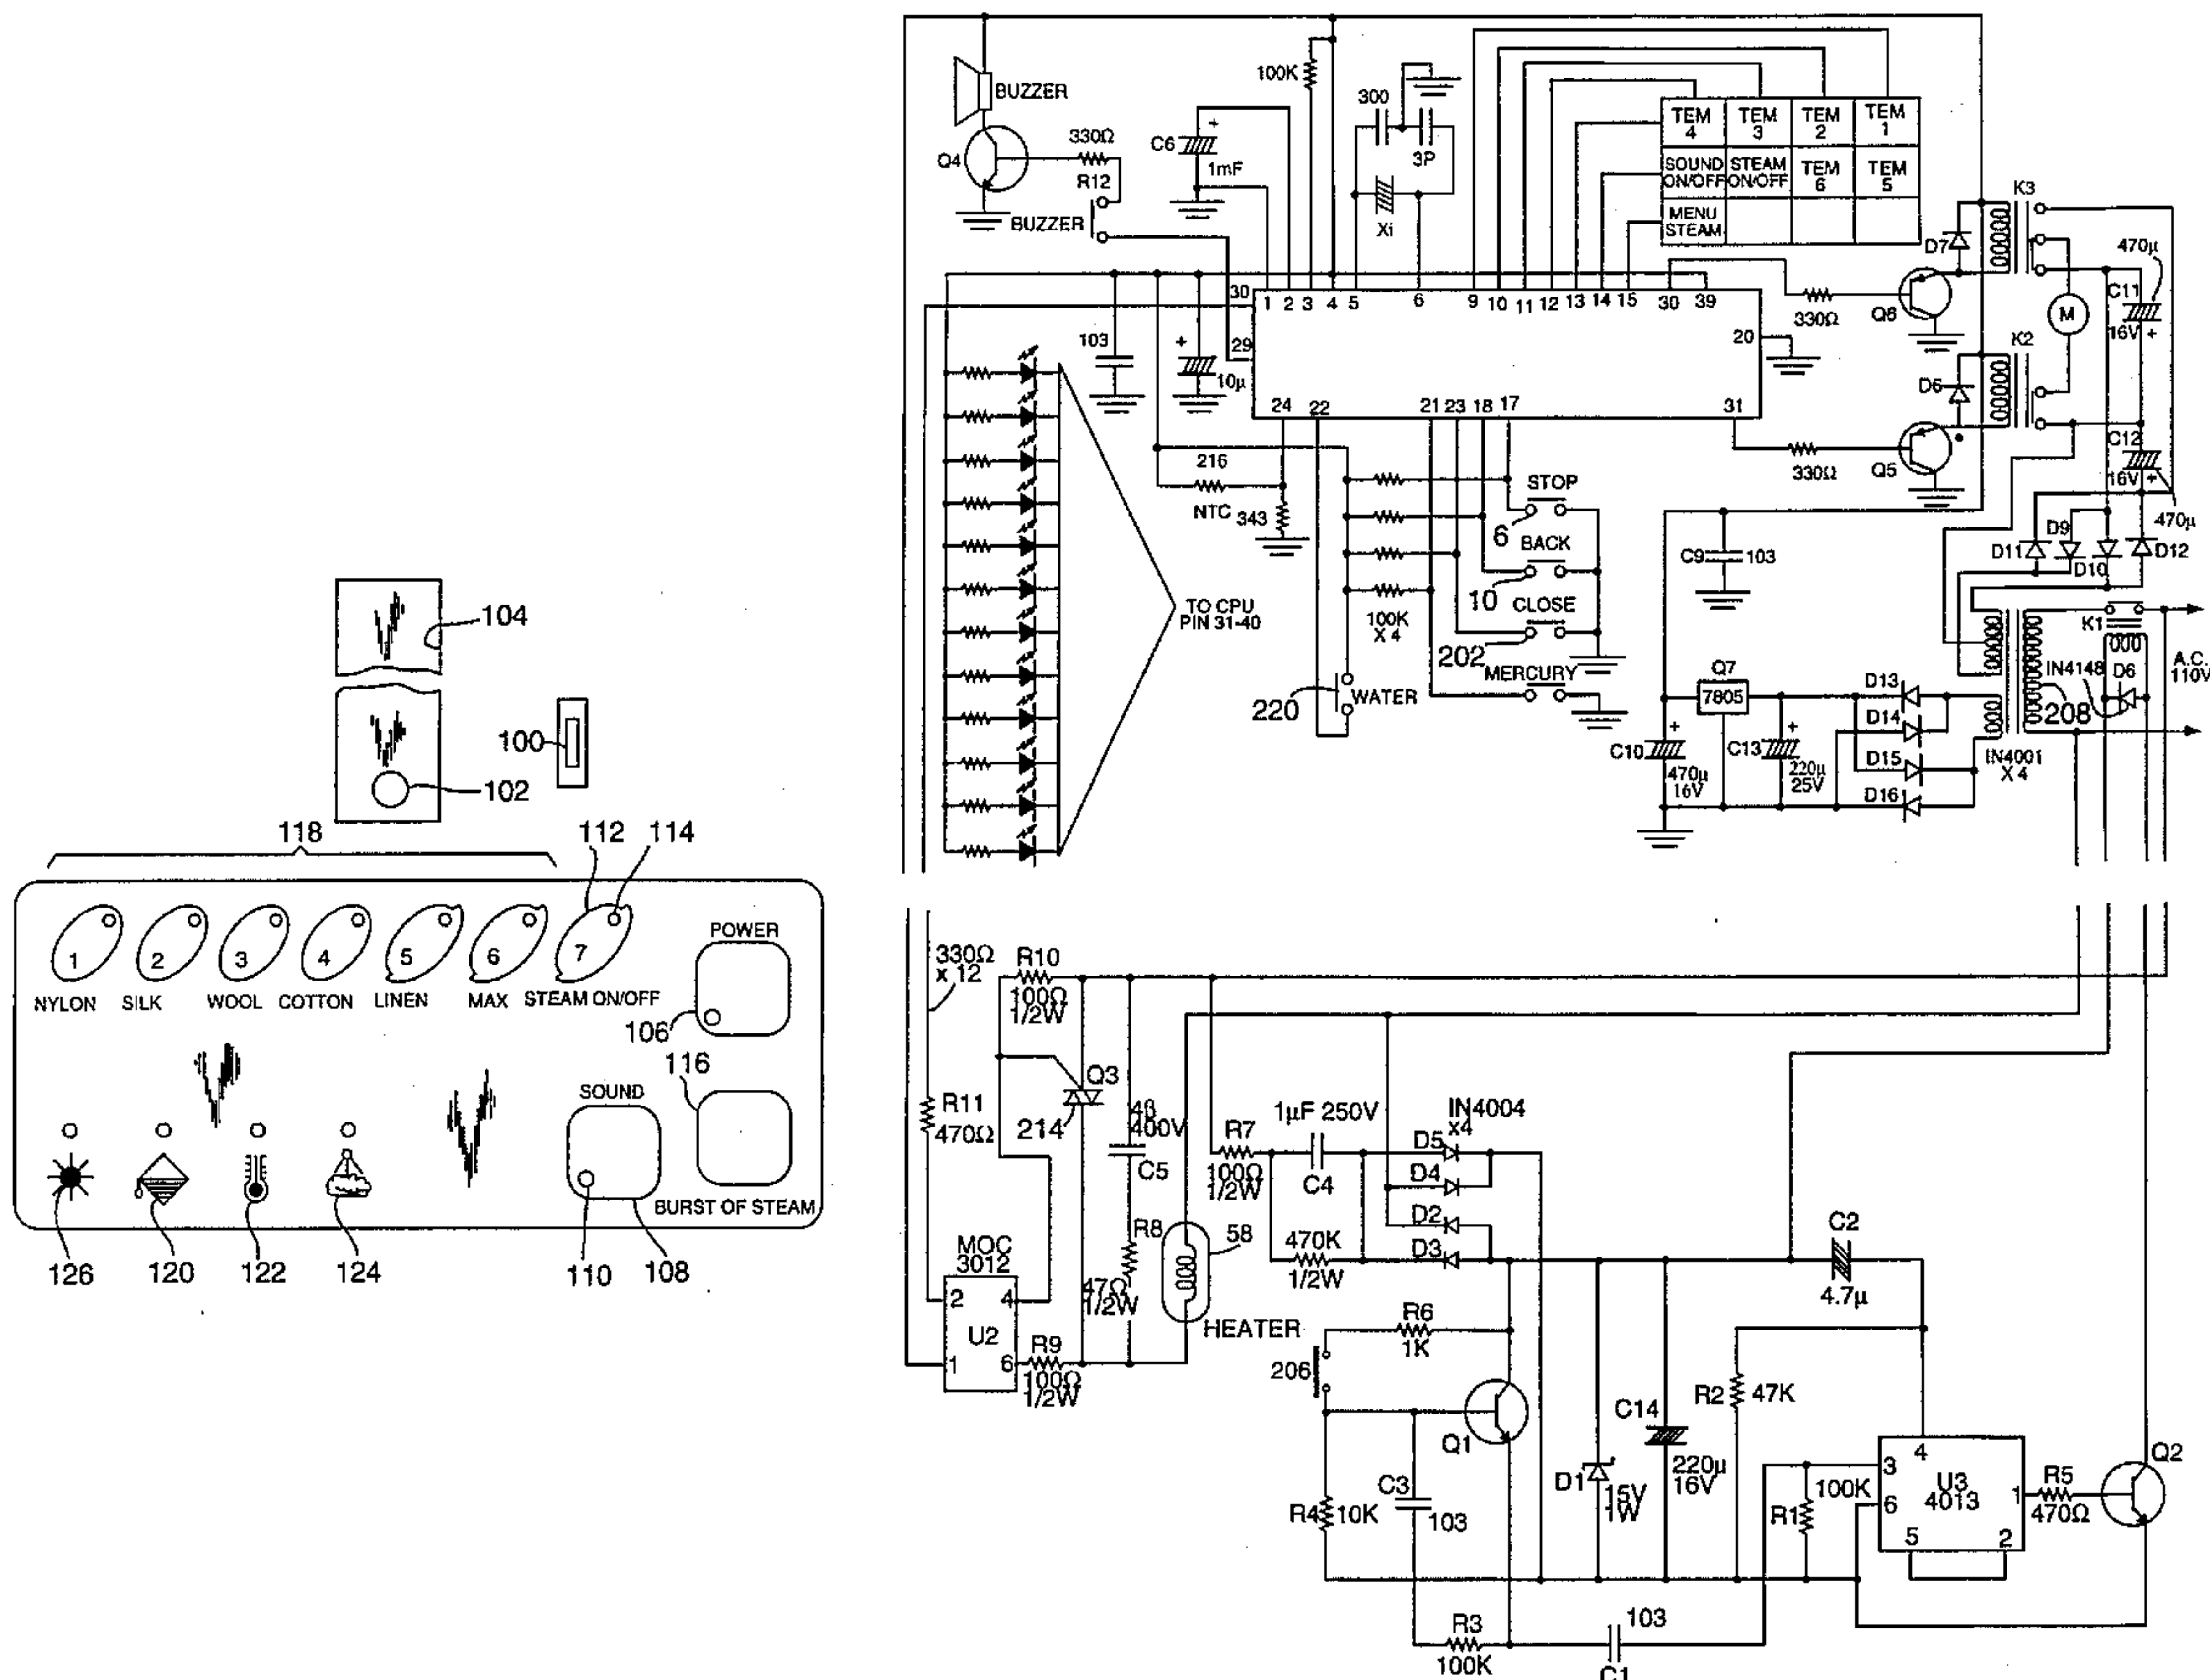 104
100
102
118
112
114
1
2
3
4
5
6
7
NYLON
SILK
WOOL
COTTON
LINEN
MAX
STEAM ON/OFF
POWER
106
116
SOUND
BURST OF STEAM
126
120
122
124
110
108
BUZZER
Q4
330Ω
R12
BUZZER
C6
+
1mF
100K
300
3P
Xi
TEM 4
TEM 3
TEM 2
TEM 1
SOUND ON/OFF
STEAM ON/OFF
TEM 6
TEM 5
MENU STEAM
K3
D7
470µ
C11
16V
+
M
Q6
330Ω
K2
D6
C12
16V
+
470µ
Q5
330Ω
30
1
2
3
4
5
6
9
10
11
12
13
14
15
30
39
29
20
24
22
21
23
18
17
31
103
+
10µ
216
NTC
343
TO CPU
PIN 31-40
100K
X 4
STOP
6
BACK
10
CLOSE
202
MERCURY
220
WATER
C9
103
D11
D9
D10
D12
K1
A.C.
110V
IN4148
D6
208
Q7
7805
D13
D14
D15
D16
IN4001
X 4
C10
+
470µ
16V
C13
+
220µ
25V
330Ω
x 12
R10
100Ω
1/2W
R11
470Ω
Q3
214
48
400V
C5
R8
47Ω
1/2W
58
HEATER
MOC
3012
2
4
U2
1
6
R9
100Ω
1/2W
R7
100Ω
1/2W
1µF 250V
C4
470K
1/2W
IN4004
x4
D5
D4
D2
D3
C2
4.7µ
R6
1K
206
Q1
R4
10K
C3
103
D1
15V
1W
C14
220µ
16V
R2
47K
R1
100K
3
4
6
U3
4013
1
5
2
R5
470Ω
Q2
R3
100K
103
C1